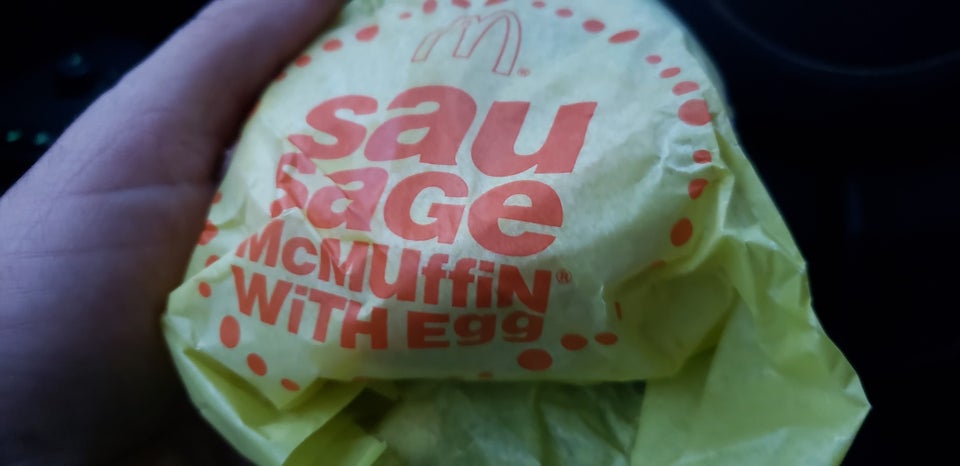 sau
sage
McMUffiN®
WiTH Egg